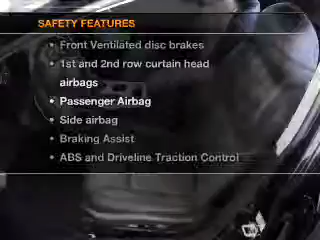 SAFETY FEATURES
• Front Ventilated disc brakes
• 1st and 2nd row curtain head
airbags
• Passenger Airbag
• Side airbag
• Braking Assist
• ABS and Driveline Traction Control